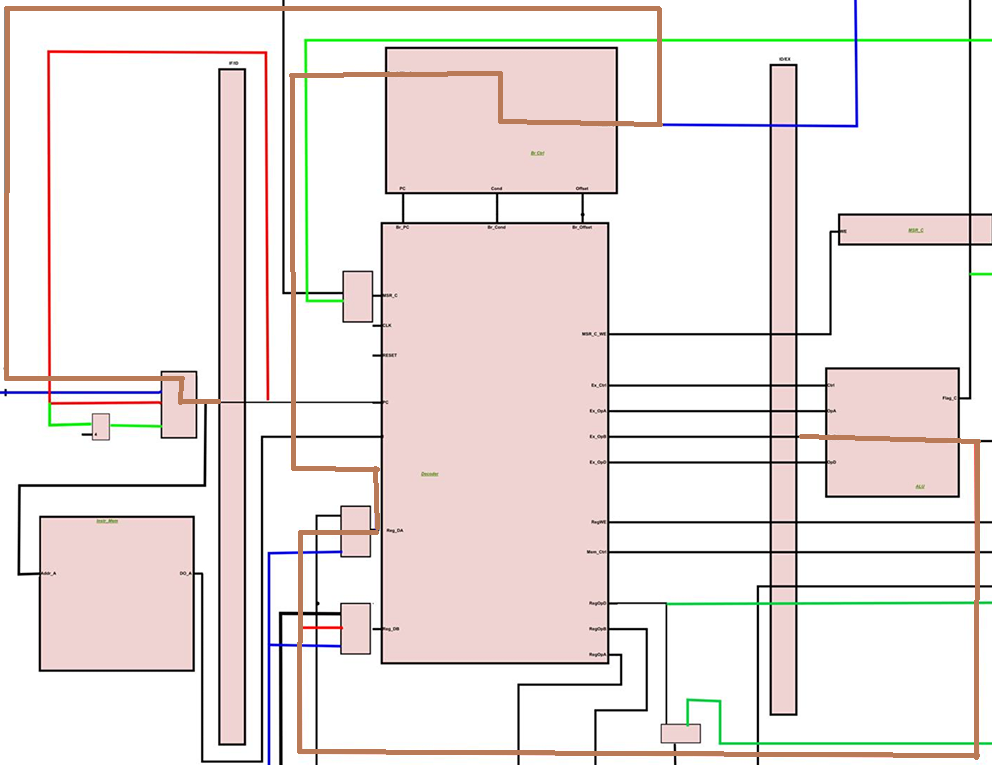 IF/ID
ID/EX
Br Ctrl
PC Cond Offset
Br_PC Br_Cond Br_Offset
WE MSR_C
MSR_C
CLK
MSR_C_WE
RESET
Ex_Ctrl Ctrl
Flag_C
PC
Ex_OpA OpA
4
Ex_OpB
Ex_OpD OpD
Decoder
ALU
Instr_Mem
RegWE
Reg_DA
Mem_Ctrl
Addr_A DO_A
RegOpD
Reg_DB RegOpB
RegOpA